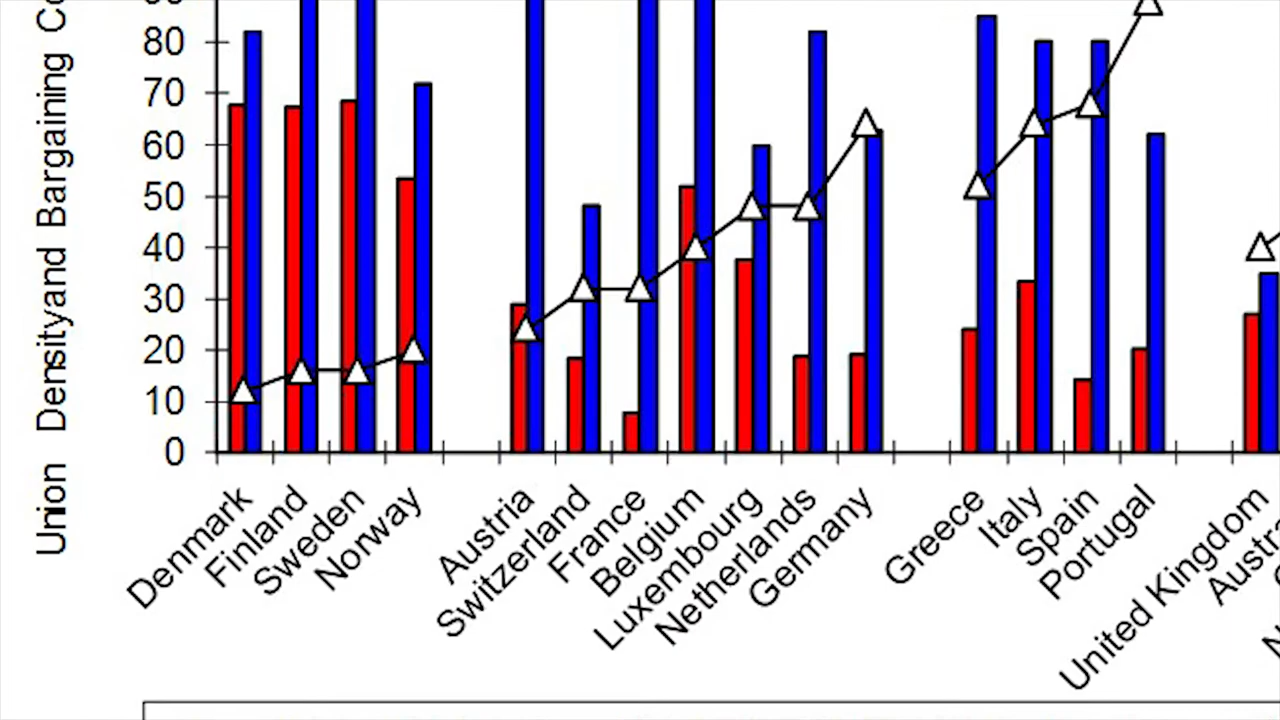 Union Densityand Bargaining
80
70
60
50
40
30
20
10
0
Denmark
Finland
Sweden
Norway
Austria
Switzerland
France
Belgium
Luxembourg
Netherlands
Germany
Greece
Italy
Spain
Portugal
United Kingdom